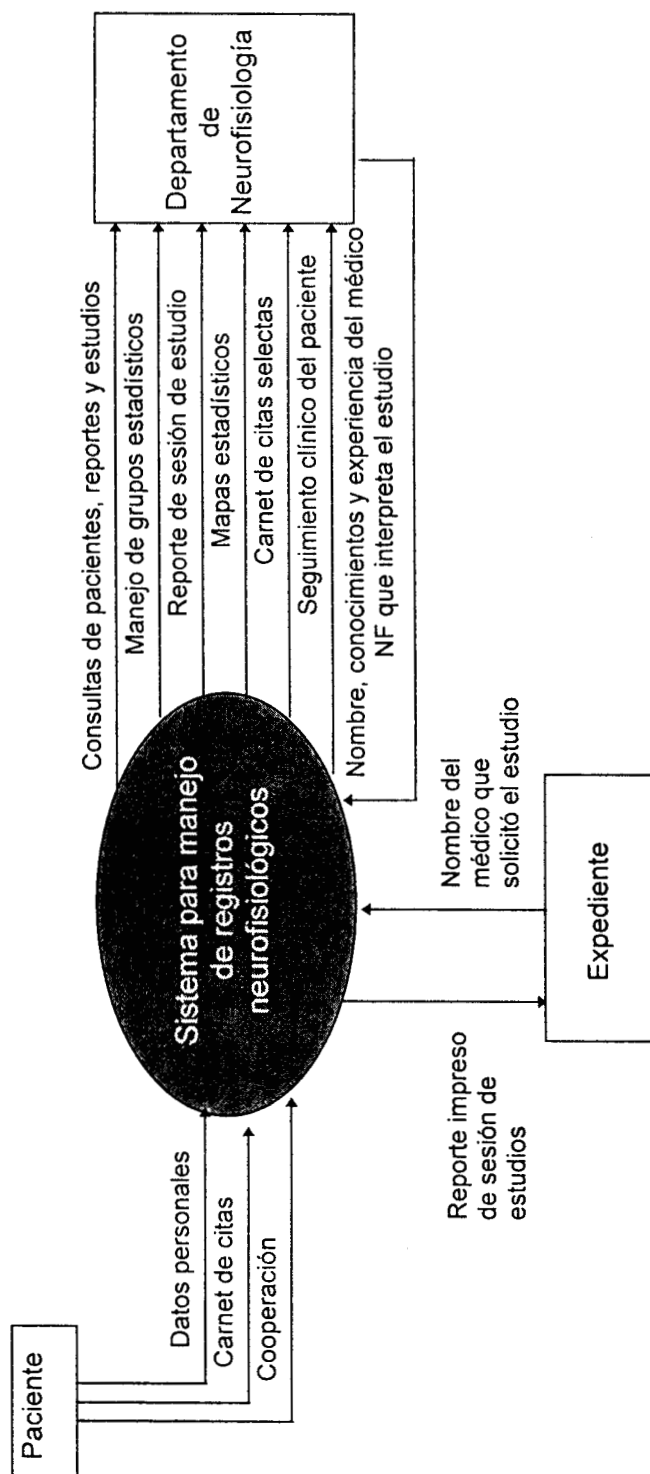 Paciente
Datos personales
Carnet de citas
Cooperación
Sistema para manejo
de registros
neurofisiológicos
Consultas de pacientes, reportes y estudios
Manejo de grupos estadísticos
Reporte de sesión de estudio
Mapas estadísticos
Carnet de citas selectas
Seguimiento clínico del paciente
Nombre, conocimientos y experiencia del médico
NF que interpreta el estudio
Departamento
de
Neurofisiología
Reporte impreso
de sesión de
estudios
Nombre del
médico que
solicitó el estudio
Expediente